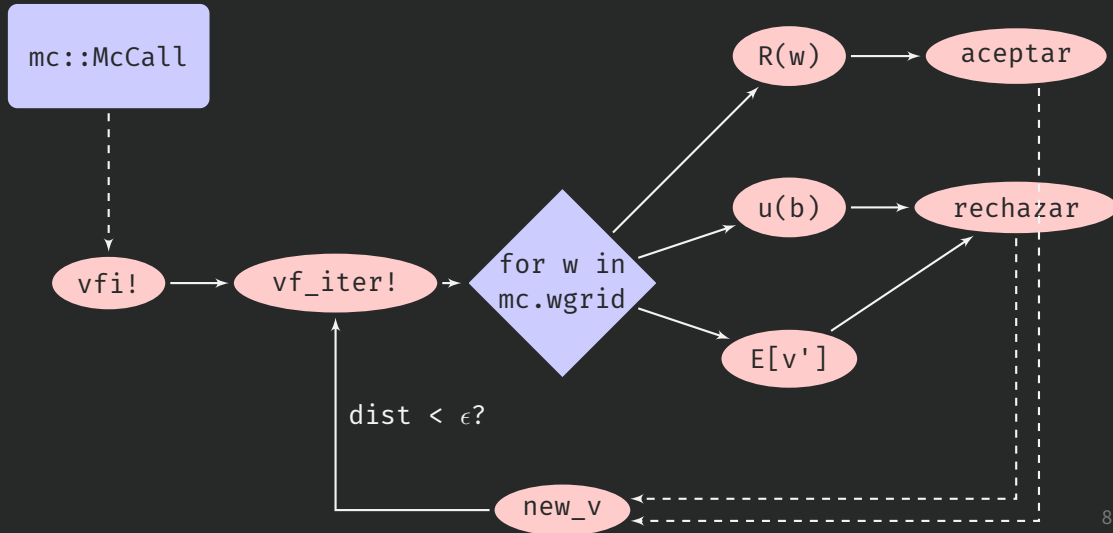 mc::McCall
R(w)
aceptar
u(b)
rechazar
vfi!
vf_iter!
for w in
mc.wgrid
E[v']
dist < ϵ?
new_v
8